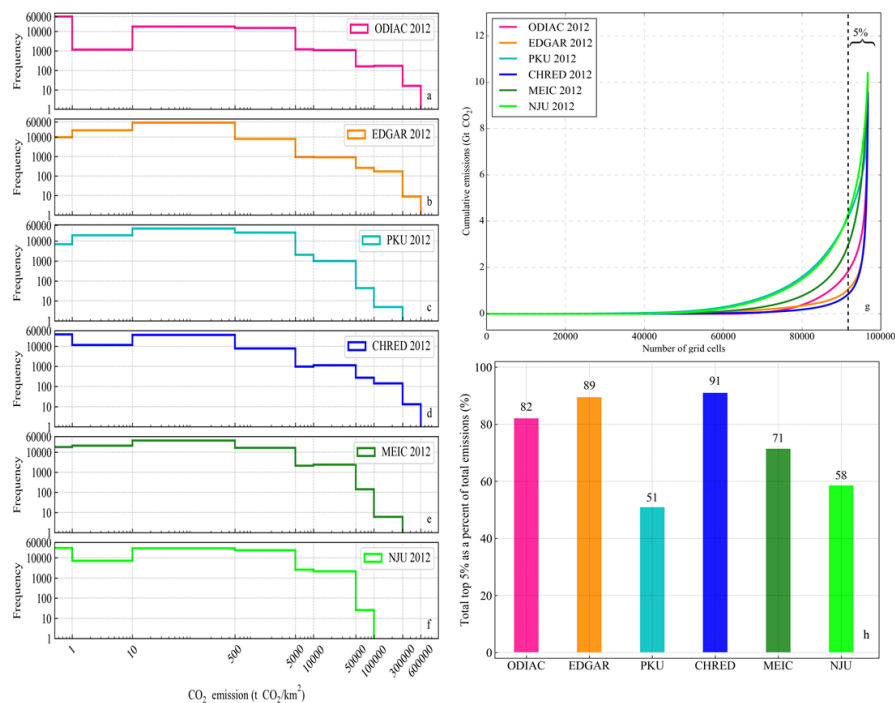 60000
10000
1000
100
10
1
Frequency
ODIAC 2012
a
60000
10000
1000
100
10
1
Frequency
EDGAR 2012
b
60000
10000
1000
100
10
1
Frequency
PKU 2012
c
60000
10000
1000
100
10
1
Frequency
CHRED 2012
d
60000
10000
1000
100
10
1
Frequency
MEIC 2012
e
60000
10000
1000
100
10
1
Frequency
NJU 2012
f
1 10 500 5000 10000 50000 100000 300000 600000
CO2 emission (t CO2/km2)
Cumulative emissions (Gt CO2)
12
10
8
6
4
2
0
ODIAC 2012
EDGAR 2012
PKU 2012
CHRED 2012
MEIC 2012
NJU 2012
5%
g
0 20000 40000 60000 80000 100000
Number of grid cells
Total top 5% as a percent of total emissions (%)
100
80
60
40
20
0
82 89 51 91 71 58
h
ODIAC EDGAR PKU CHRED MEIC NJU